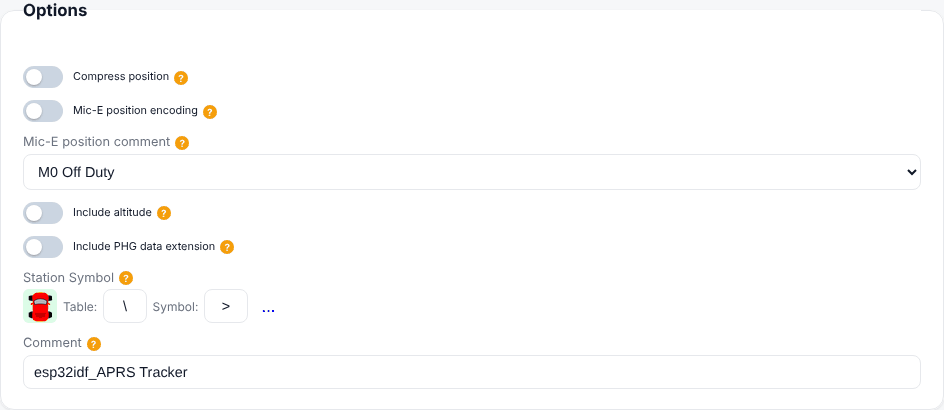 Options
Compress position ?
Mic-E position encoding ?
Mic-E position comment ?
M0 Off Duty
Include altitude ?
Include PHG data extension ?
Station Symbol ?
Table: \ Symbol: > ...
Comment ?
esp32idf_APRS Tracker